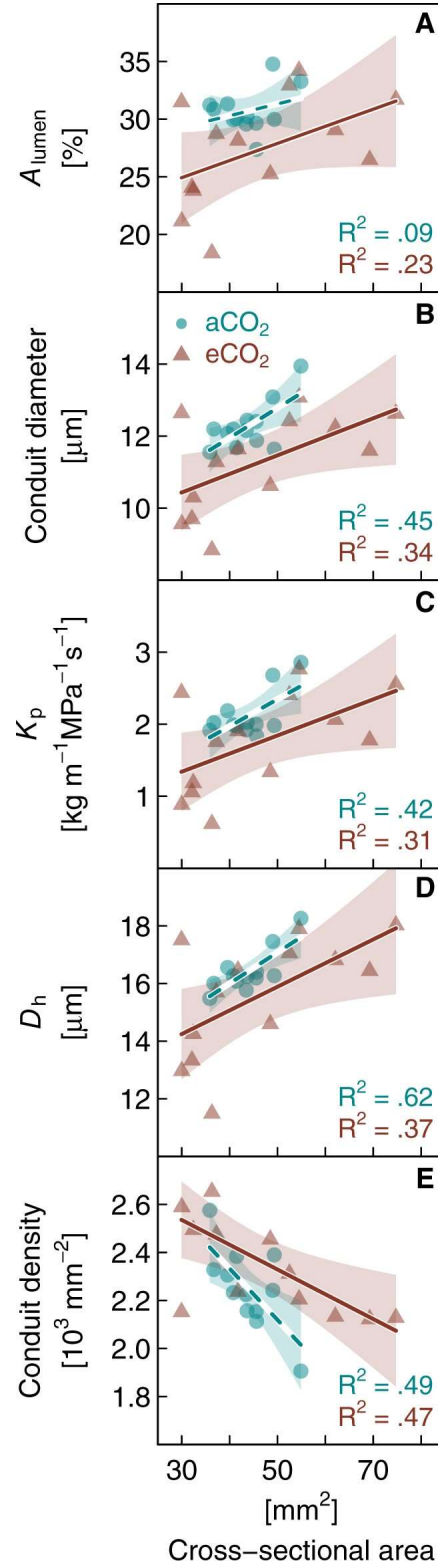 A
A_lumen
[%]
35
30
25
20
R² = .09
R² = .23
B
aCO₂
eCO₂
Conduit diameter
[μm]
14
12
10
R² = .45
R² = .34
C
K_p
[kg m⁻¹MPa⁻¹s⁻¹]
3
2
1
R² = .42
R² = .31
D
D_h
[μm]
18
16
14
12
R² = .62
R² = .37
E
Conduit density
[10³ mm⁻²]
2.6
2.4
2.2
2.0
1.8
R² = .49
R² = .47
30 50 70
[mm²]
Cross−sectional area